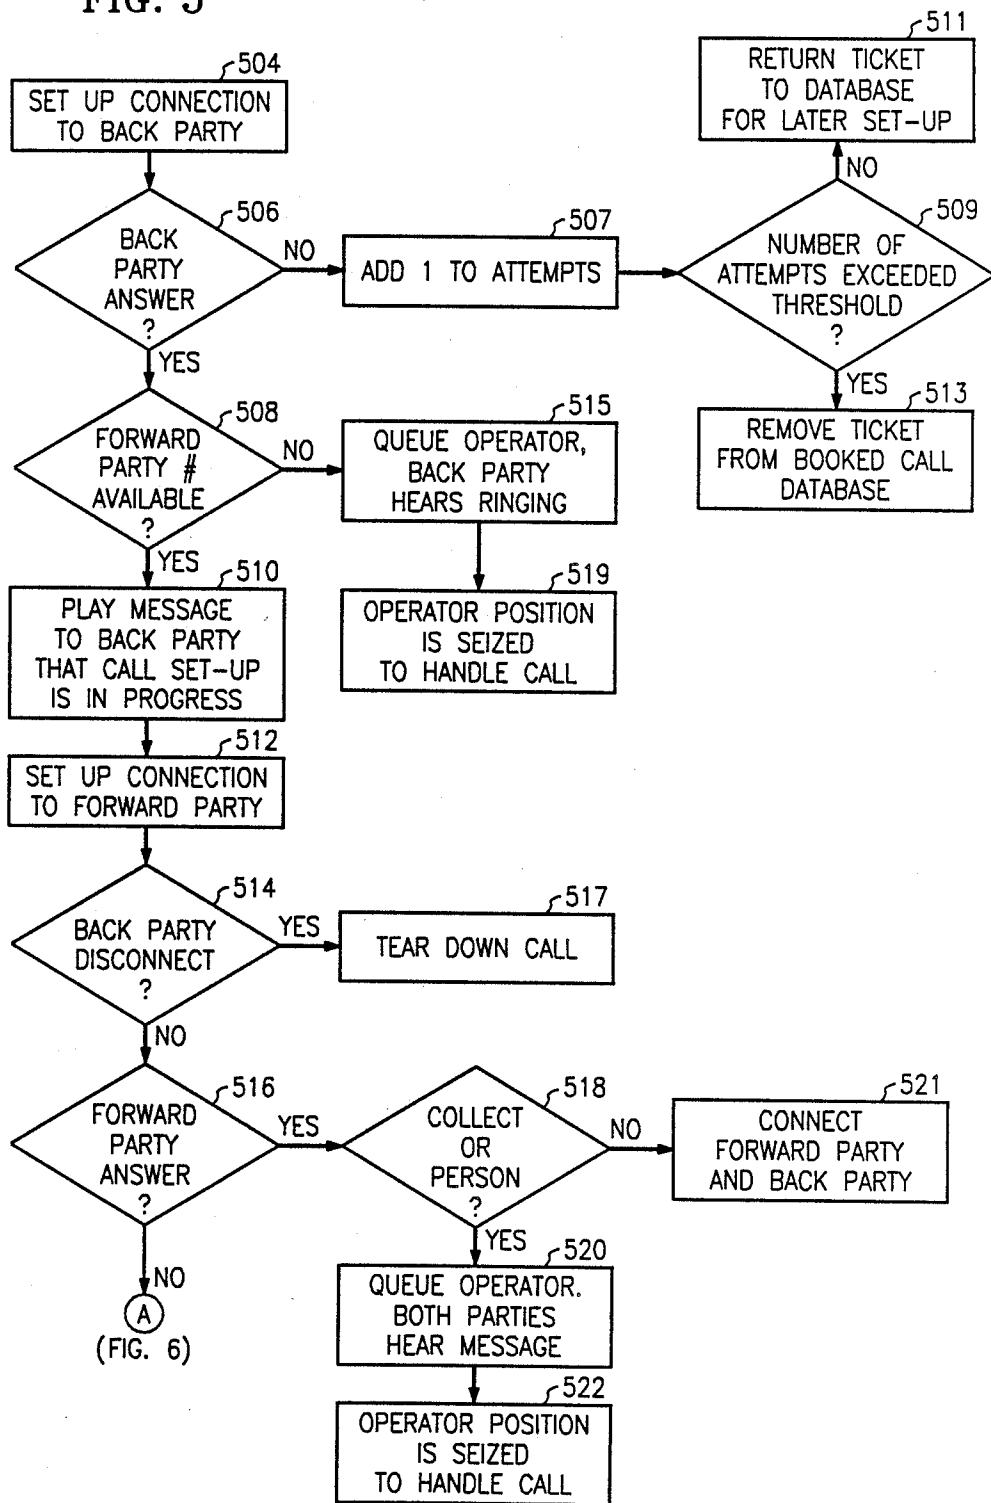 FIG. 5
504
SET UP CONNECTION
TO BACK PARTY
506
BACK
PARTY
ANSWER
?
NO
YES
507
ADD 1 TO ATTEMPTS
509
NUMBER OF
ATTEMPTS EXCEEDED
THRESHOLD
?
NO
YES
511
RETURN TICKET
TO DATABASE
FOR LATER SET-UP
513
REMOVE TICKET
FROM BOOKED CALL
DATABASE
508
FORWARD
PARTY #
AVAILABLE
?
NO
YES
515
QUEUE OPERATOR,
BACK PARTY
HEARS RINGING
519
OPERATOR POSITION
IS SEIZED
TO HANDLE CALL
510
PLAY MESSAGE
TO BACK PARTY
THAT CALL SET-UP
IS IN PROGRESS
512
SET UP CONNECTION
TO FORWARD PARTY
514
BACK PARTY
DISCONNECT
?
YES
NO
517
TEAR DOWN CALL
516
FORWARD
PARTY
ANSWER
?
YES
NO
A
(FIG. 6)
518
COLLECT
OR
PERSON
?
NO
YES
521
CONNECT
FORWARD PARTY
AND BACK PARTY
520
QUEUE OPERATOR.
BOTH PARTIES
HEAR MESSAGE
522
OPERATOR POSITION
IS SEIZED
TO HANDLE CALL